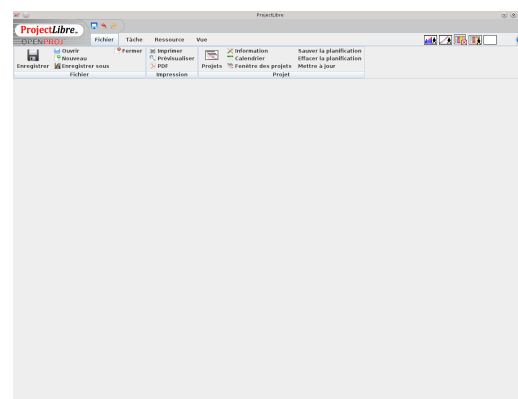 ProjectLibre
ProjectLibre
OPENPROJ
Fichier Tâche Ressource Vue
Enregistrer
Ouvrir
Nouveau
Enregistrer sous
Fermer
Fichier
Imprimer
Prévisualiser
PDF
Impression
Projets
Information
Calendrier
Fenêtre des projets
Sauver la planification
Effacer la planification
Mettre à jour
Projet